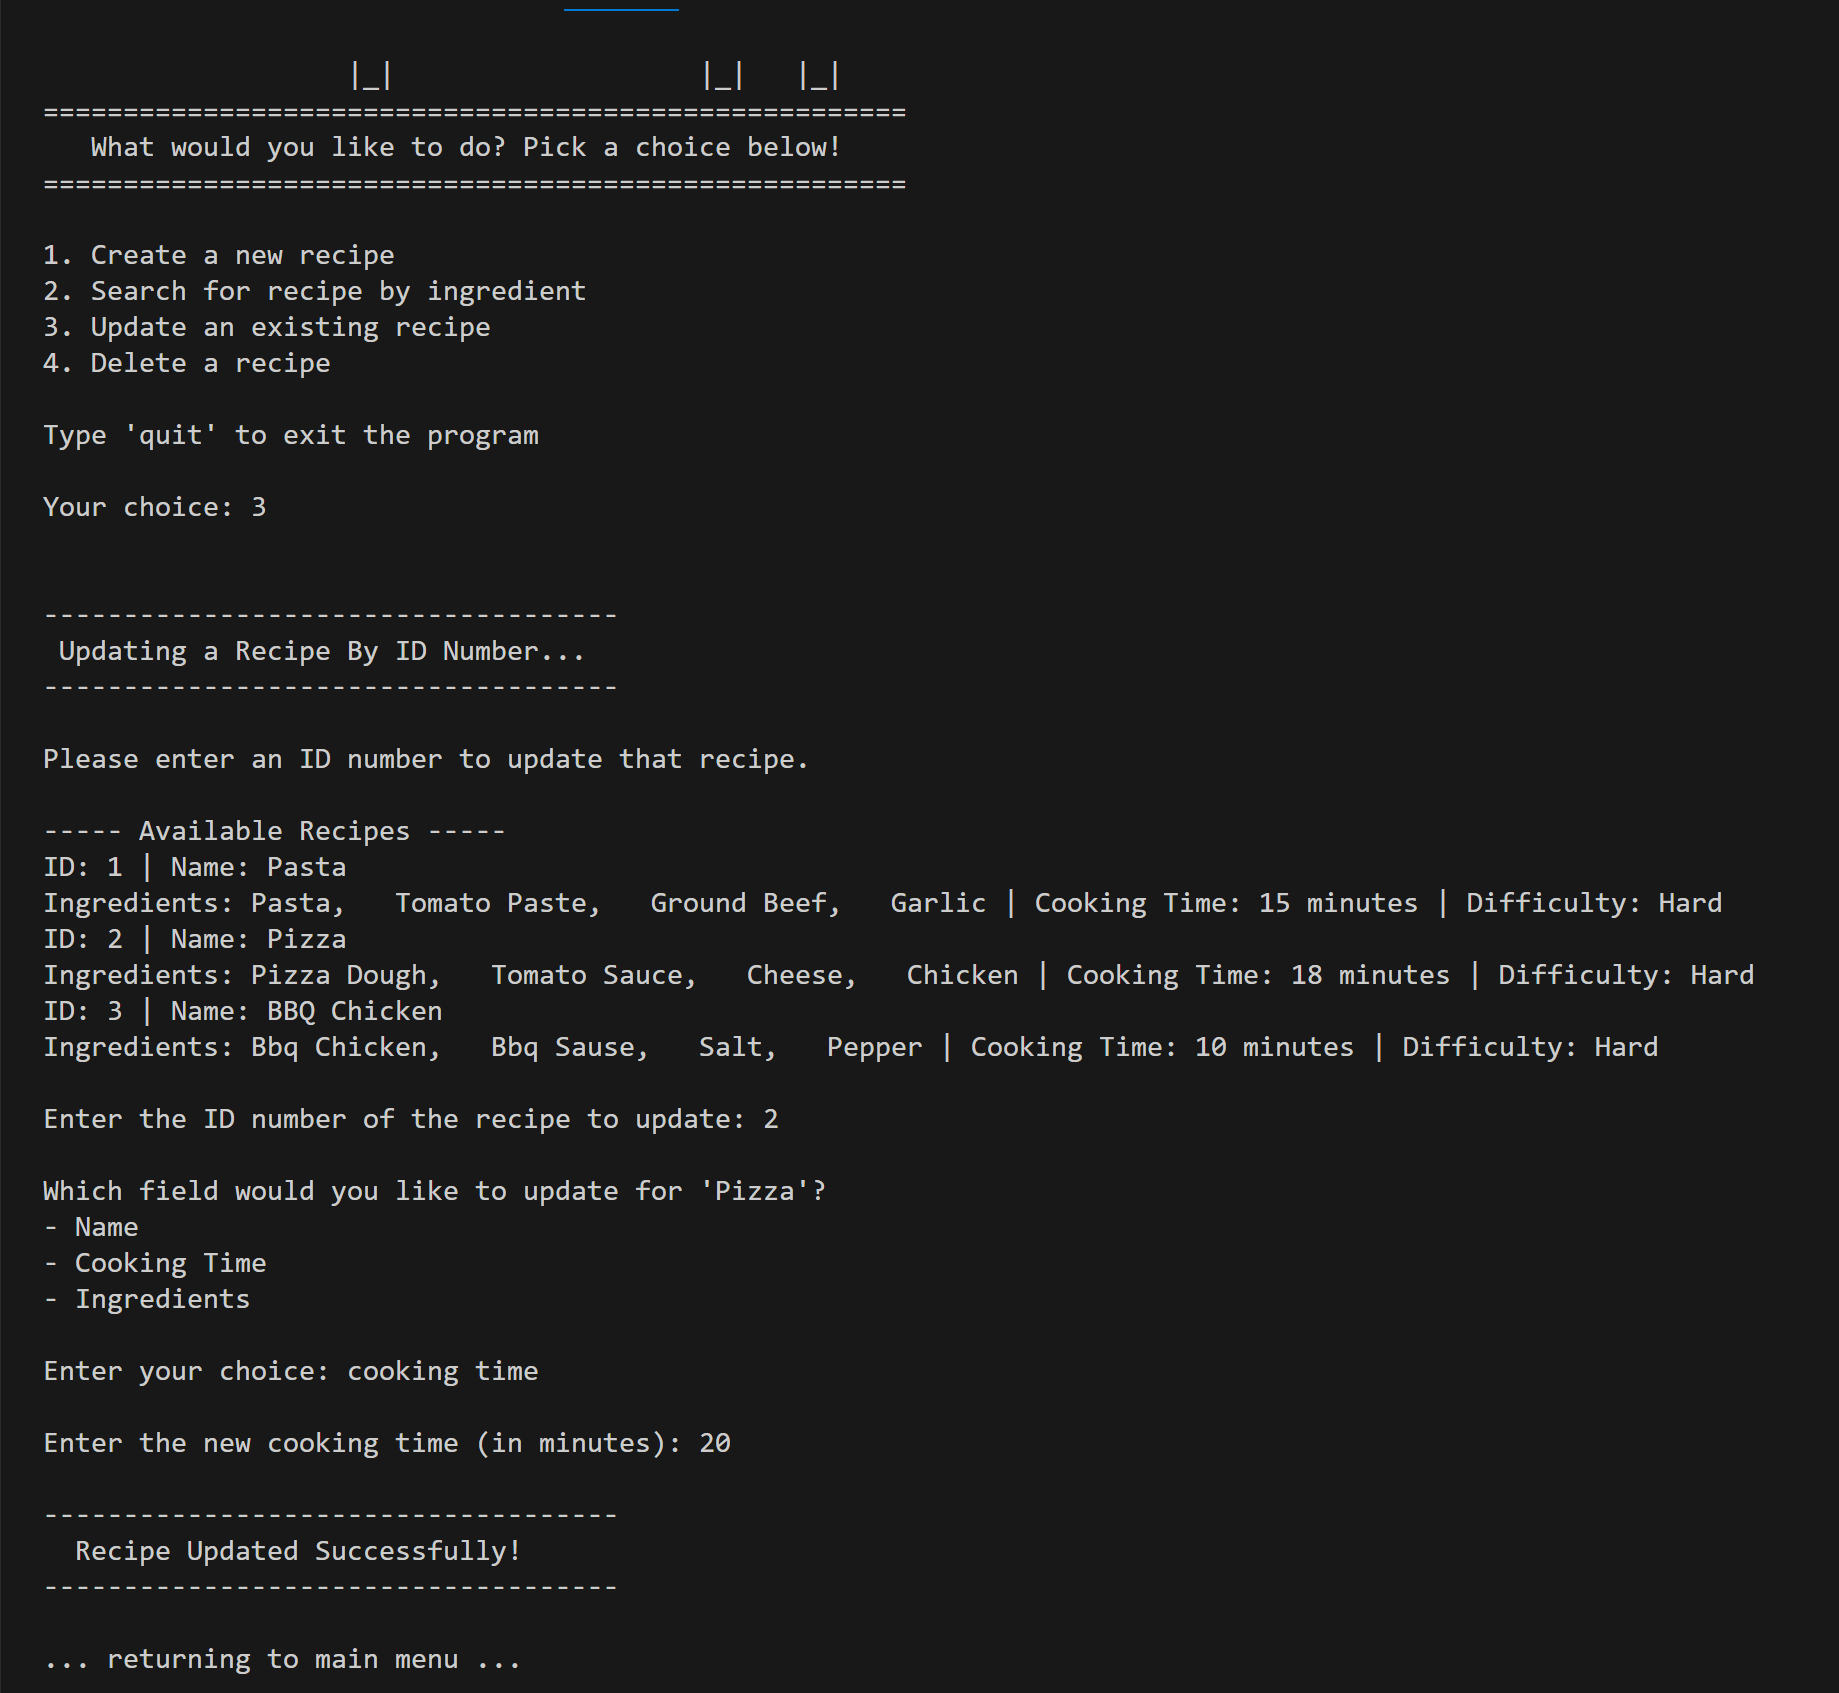 |_|                   |_|   |_|
======================================================
   What would you like to do? Pick a choice below!
======================================================
1. Create a new recipe
2. Search for recipe by ingredient
3. Update an existing recipe
4. Delete a recipe
Type 'quit' to exit the program
Your choice: 3
------------------------------------
 Updating a Recipe By ID Number...
------------------------------------
Please enter an ID number to update that recipe.
----- Available Recipes -----
ID: 1 | Name: Pasta
Ingredients: Pasta,   Tomato Paste,   Ground Beef,   Garlic | Cooking Time: 15 minutes | Difficulty: Hard
ID: 2 | Name: Pizza
Ingredients: Pizza Dough,   Tomato Sauce,   Cheese,   Chicken | Cooking Time: 18 minutes | Difficulty: Hard
ID: 3 | Name: BBQ Chicken
Ingredients: Bbq Chicken,   Bbq Sause,   Salt,   Pepper | Cooking Time: 10 minutes | Difficulty: Hard
Enter the ID number of the recipe to update: 2
Which field would you like to update for 'Pizza'?
- Name
- Cooking Time
- Ingredients
Enter your choice: cooking time
Enter the new cooking time (in minutes): 20
------------------------------------
  Recipe Updated Successfully!
------------------------------------
... returning to main menu ...